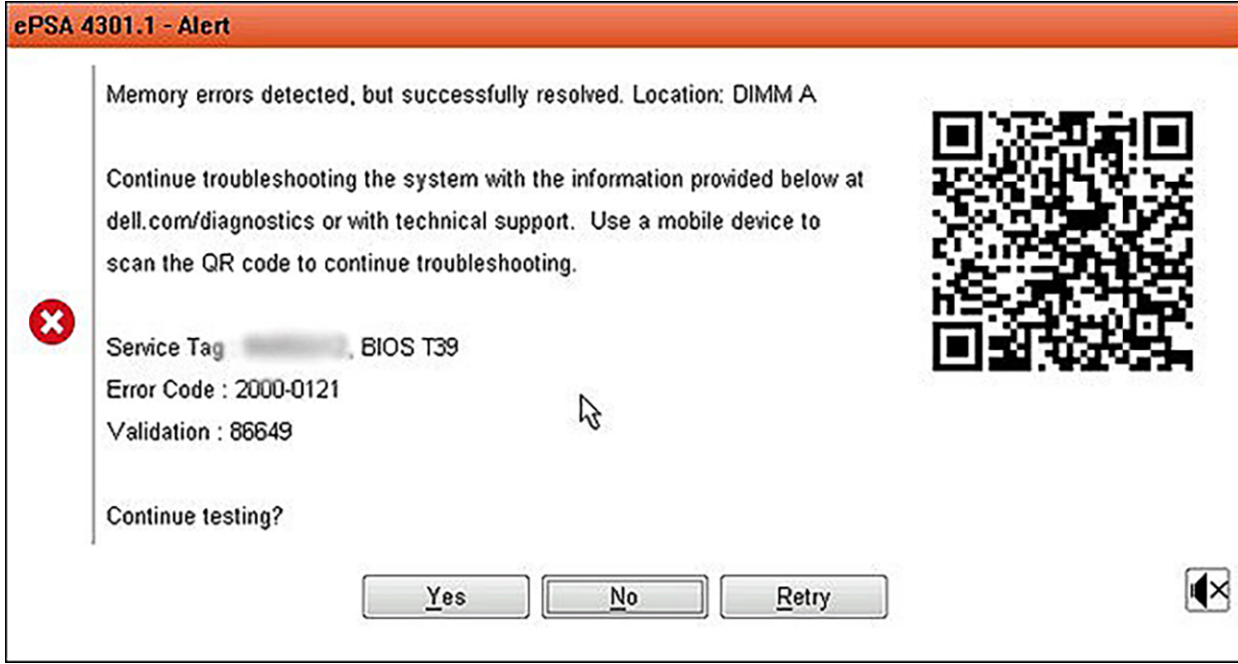 ePSA 4301.1 - Alert
Memory errors detected, but successfully resolved. Location: DIMM A
Continue troubleshooting the system with the information provided below at
dell.com/diagnostics or with technical support. Use a mobile device to
scan the QR code to continue troubleshooting.
Service Tag , BIOS T39
Error Code : 2000-0121
Validation : 86649
Continue testing?
Yes No Retry